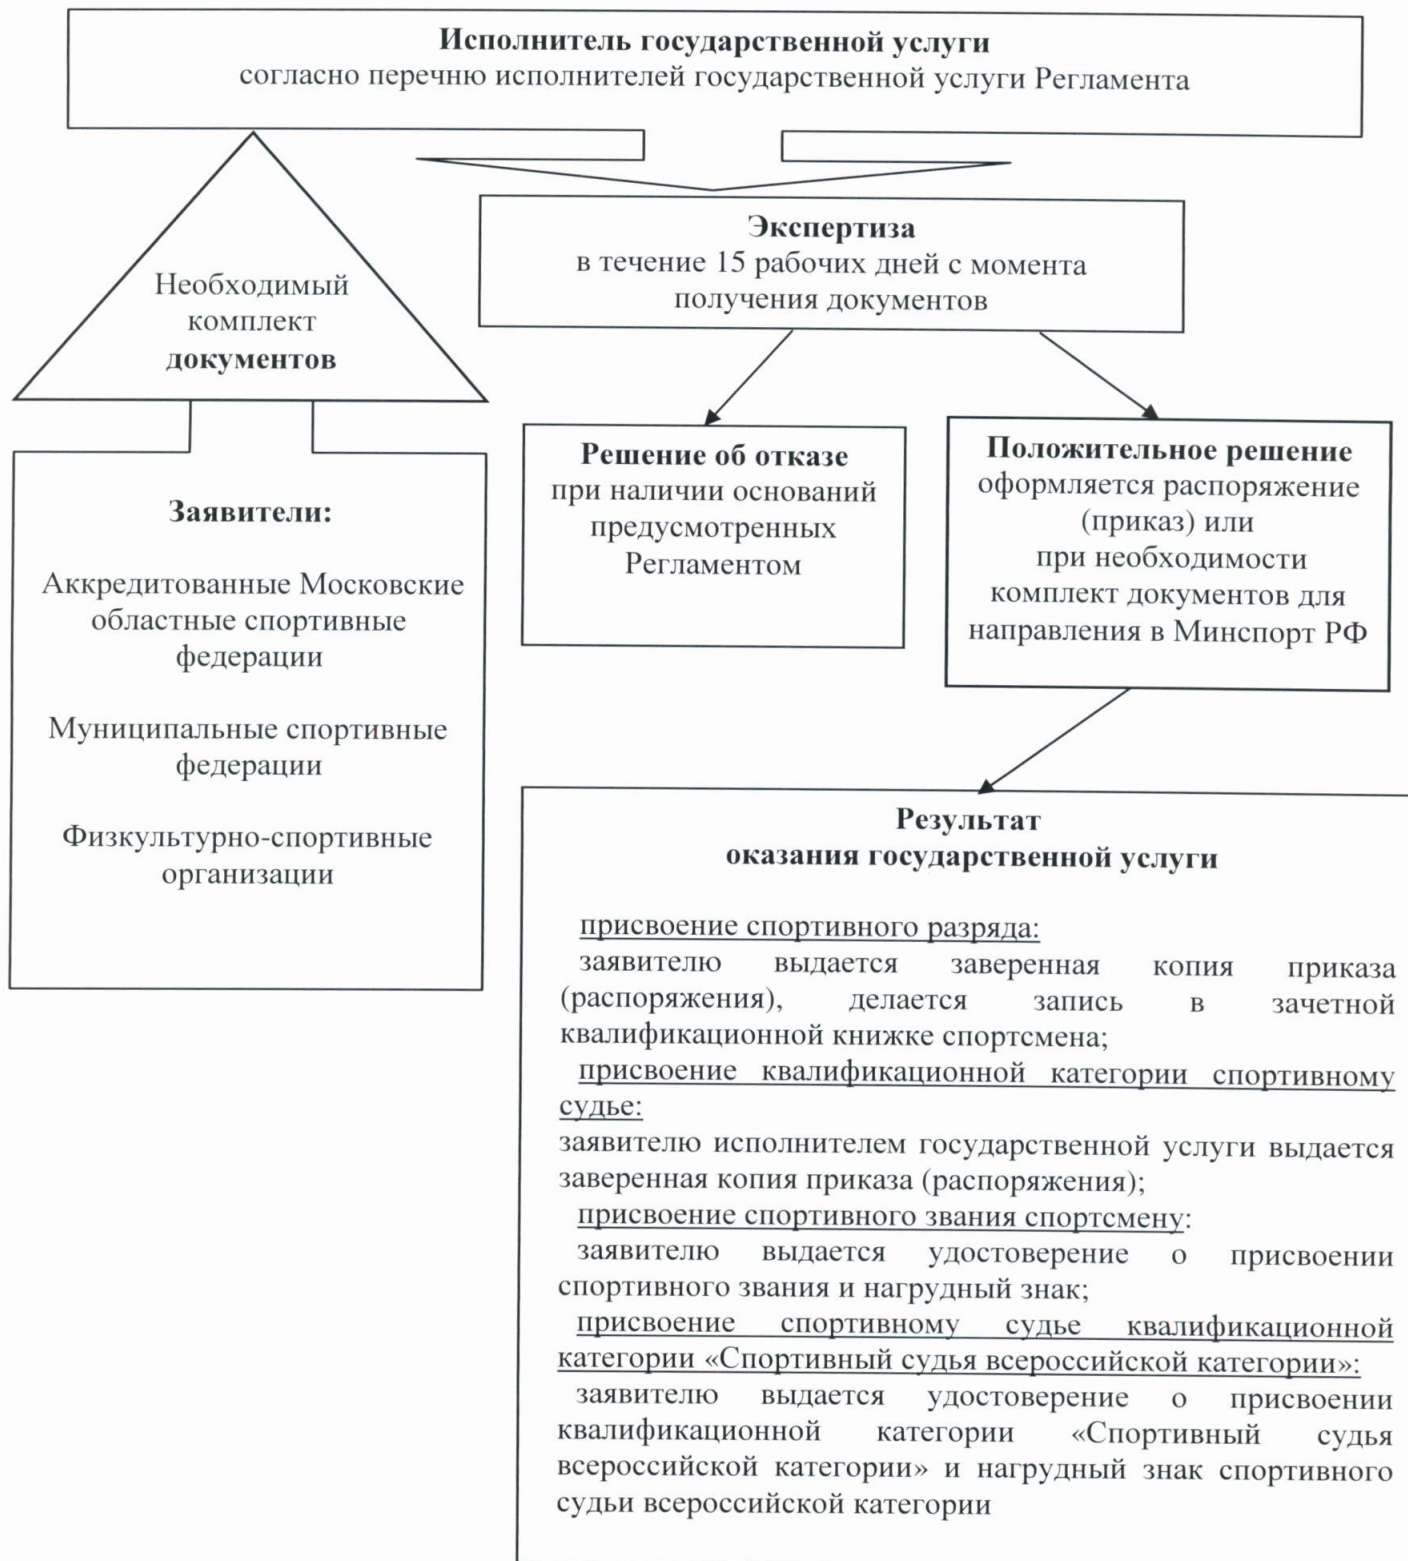 Исполнитель государственной услуги
согласно перечню исполнителей государственной услуги Регламента
Экспертиза
в течение 15 рабочих дней с момента
получения документов
Необходимый
комплект
документов
Решение об отказе
при наличии оснований
предусмотренных
Регламентом
Положительное решение
оформляется распоряжение
(приказ) или
при необходимости
комплект документов для
направления в Минспорт РФ
Заявители:
Аккредитованные Московские
областные спортивные
федерации
Муниципальные спортивные
федерации
Физкультурно-спортивные
организации
Результат
оказания государственной услуги
присвоение спортивного разряда:
заявителю выдается заверенная копия приказа
(распоряжения), делается запись в зачетной
квалификационной книжке спортсмена;
присвоение квалификационной категории спортивному
судье:
заявителю исполнителем государственной услуги выдается
заверенная копия приказа (распоряжения);
присвоение спортивного звания спортсмену:
заявителю выдается удостоверение о присвоении
спортивного звания и нагрудный знак;
присвоение спортивному судье квалификационной
категории «Спортивный судья всероссийской категории»:
заявителю выдается удостоверение о присвоении
квалификационной категории «Спортивный судья
всероссийской категории» и нагрудный знак спортивного
судьи всероссийской категории